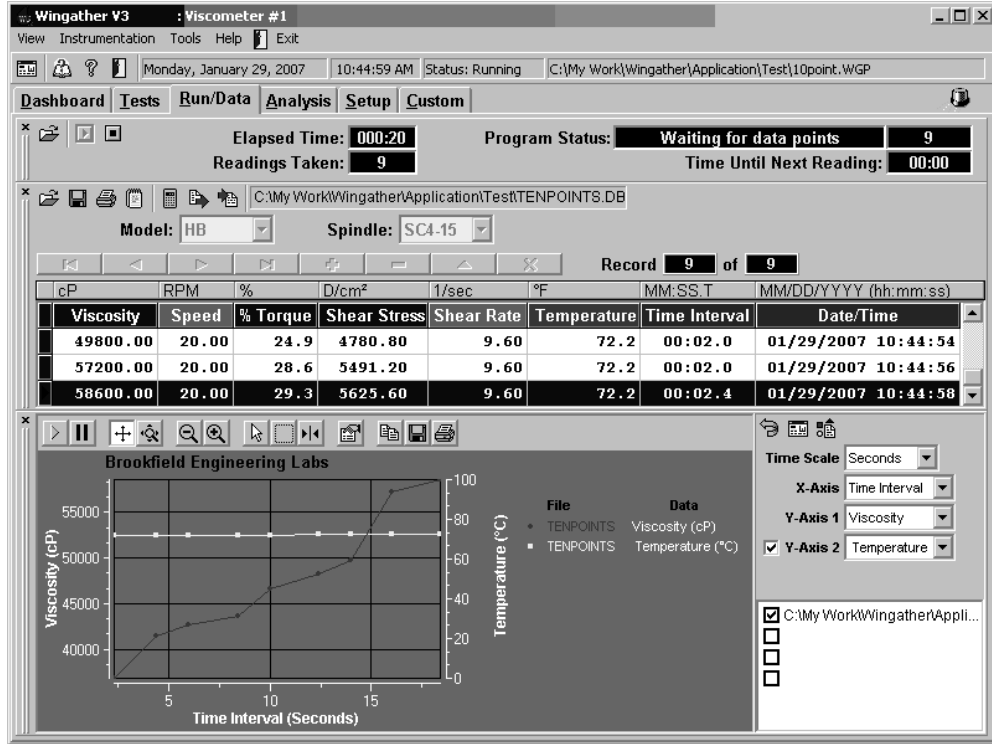 Wingather V3 : Viscometer #1
View Instrumentation Tools Help Exit
Monday, January 29, 2007 10:44:59 AM Status: Running C:\My Work\Wingather\Application\Test\10point.WGP
Dashboard Tests Run/Data Analysis Setup Custom
Elapsed Time: 000:20 Program Status: Waiting for data points 9
Readings Taken: 9 Time Until Next Reading: 00:00
C:\My Work\Wingather\Application\Test\TENPOINTS.DB
Model: HB Spindle: SC4-15
Record 9 of 9
cP RPM % D/cm² 1/sec °F MM:SS.T MM/DD/YYYY (hh:mm:ss)
Viscosity Speed % Torque Shear Stress Shear Rate Temperature Time Interval Date/Time
49800.00 20.00 24.9 4780.80 9.60 72.2 00:02.0 01/29/2007 10:44:54
57200.00 20.00 28.6 5491.20 9.60 72.2 00:02.0 01/29/2007 10:44:56
58600.00 20.00 29.3 5625.60 9.60 72.2 00:02.4 01/29/2007 10:44:58
Brookfield Engineering Labs
Viscosity (cP)
55000
50000
45000
40000
100
80
60
40
20
0
Temperature (°C)
5 10 15
Time Interval (Seconds)
File Data
TENPOINTS Viscosity (cP)
TENPOINTS Temperature (°C)
Time Scale Seconds
X-Axis Time Interval
Y-Axis 1 Viscosity
Y-Axis 2 Temperature
C:\My Work\Wingather\Appli...